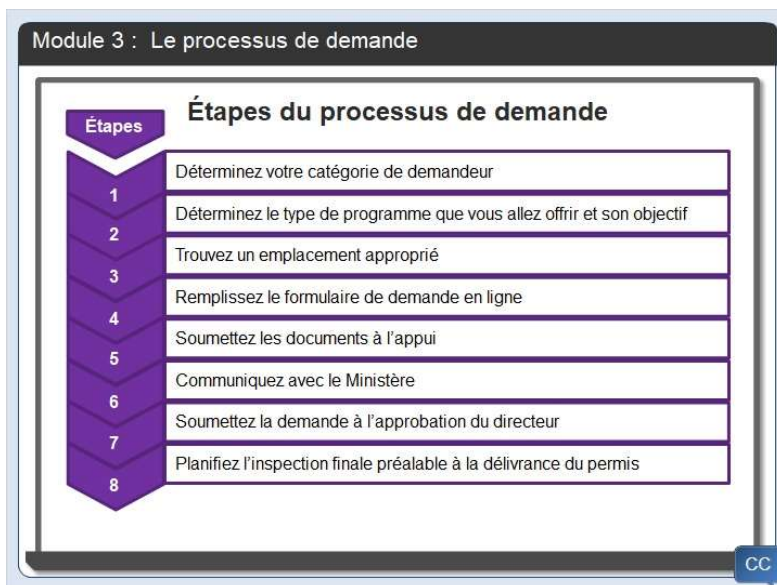 Module 3 :  Le processus de demande
Étapes du processus de demande
Étapes
1
Déterminez votre catégorie de demandeur
2
Déterminez le type de programme que vous allez offrir et son objectif
3
Trouvez un emplacement approprié
4
Remplissez le formulaire de demande en ligne
5
Soumettez les documents à l’appui
6
Communiquez avec le Ministère
7
Soumettez la demande à l’approbation du directeur
8
Planifiez l’inspection finale préalable à la délivrance du permis
CC